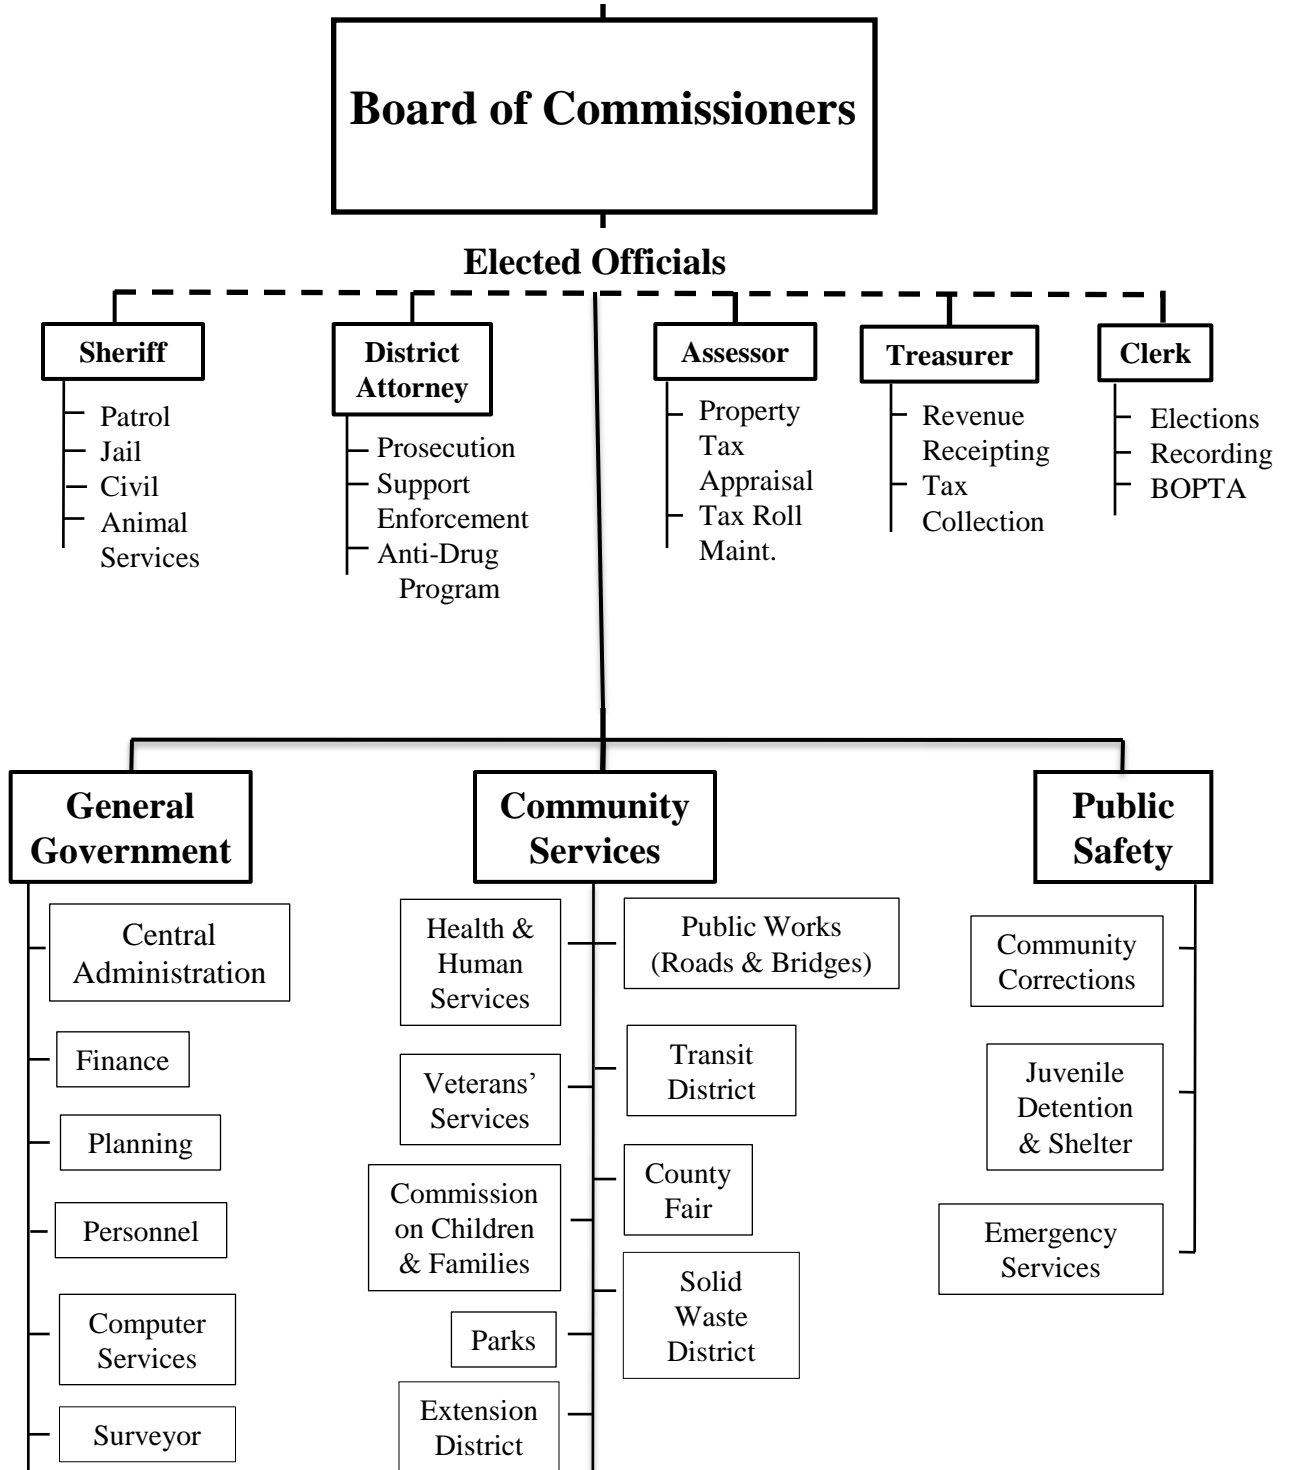 Board of Commissioners
Elected Officials
Sheriff
Patrol
Jail
Civil
Animal
Services
District
Attorney
Prosecution
Support
Enforcement
Anti-Drug
Program
Assessor
Property
Tax
Appraisal
Tax Roll
Maint.
Treasurer
Revenue
Receipting
Tax
Collection
Clerk
Elections
Recording
BOPTA
General
Government
Central
Administration
Finance
Planning
Personnel
Computer
Services
Surveyor
Community
Services
Health &
Human
Services
Veterans’
Services
Commission
on Children
& Families
Parks
Extension
District
Public Works
(Roads & Bridges)
Transit
District
County
Fair
Solid
Waste
District
Public
Safety
Community
Corrections
Juvenile
Detention
& Shelter
Emergency
Services